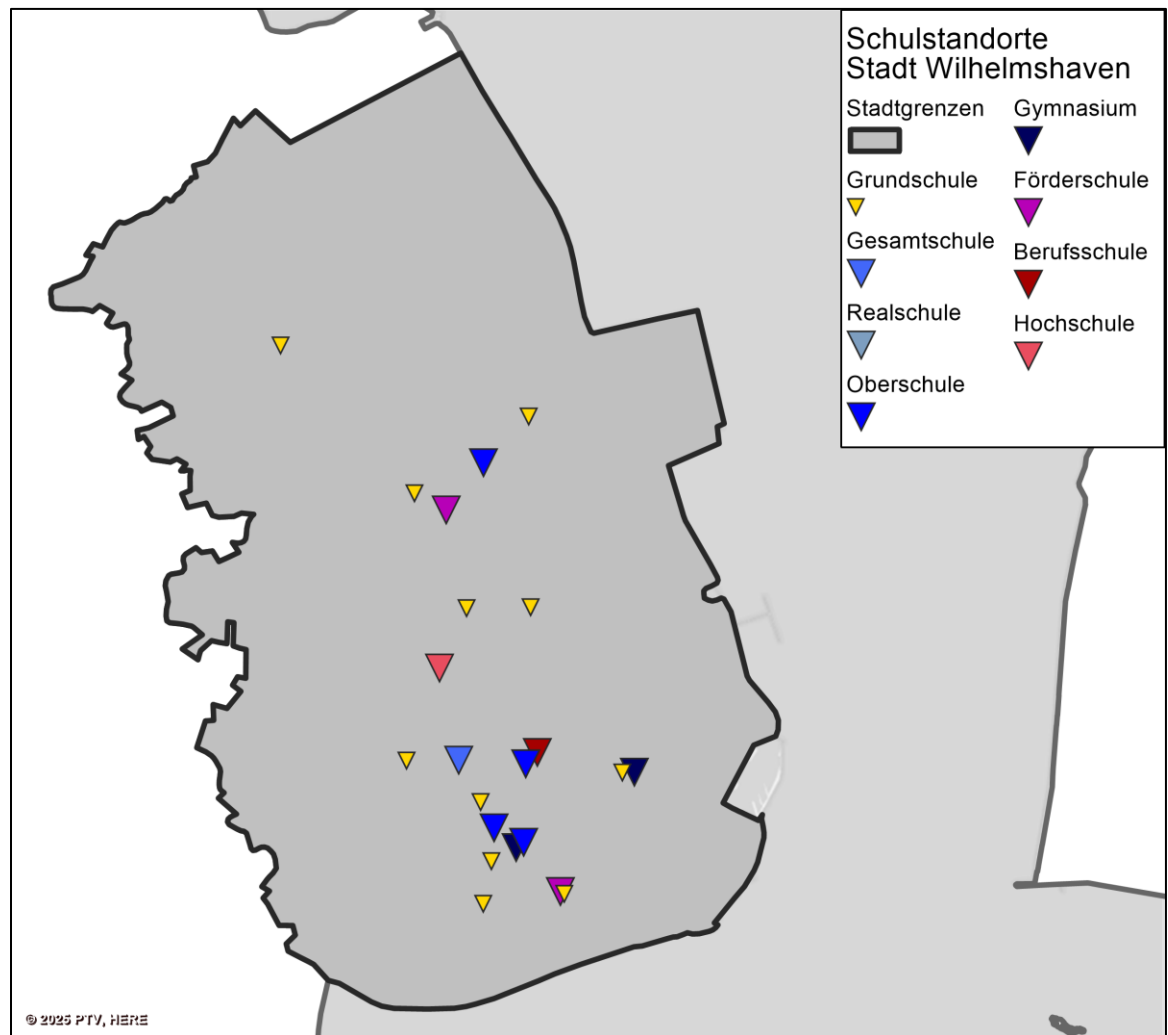 Schulstandorte
Stadt Wilhelmshaven
Stadtgrenzen
Grundschule
Gesamtschule
Realschule
Oberschule
Gymnasium
Förderschule
Berufsschule
Hochschule
© 2025 PTV, HERE